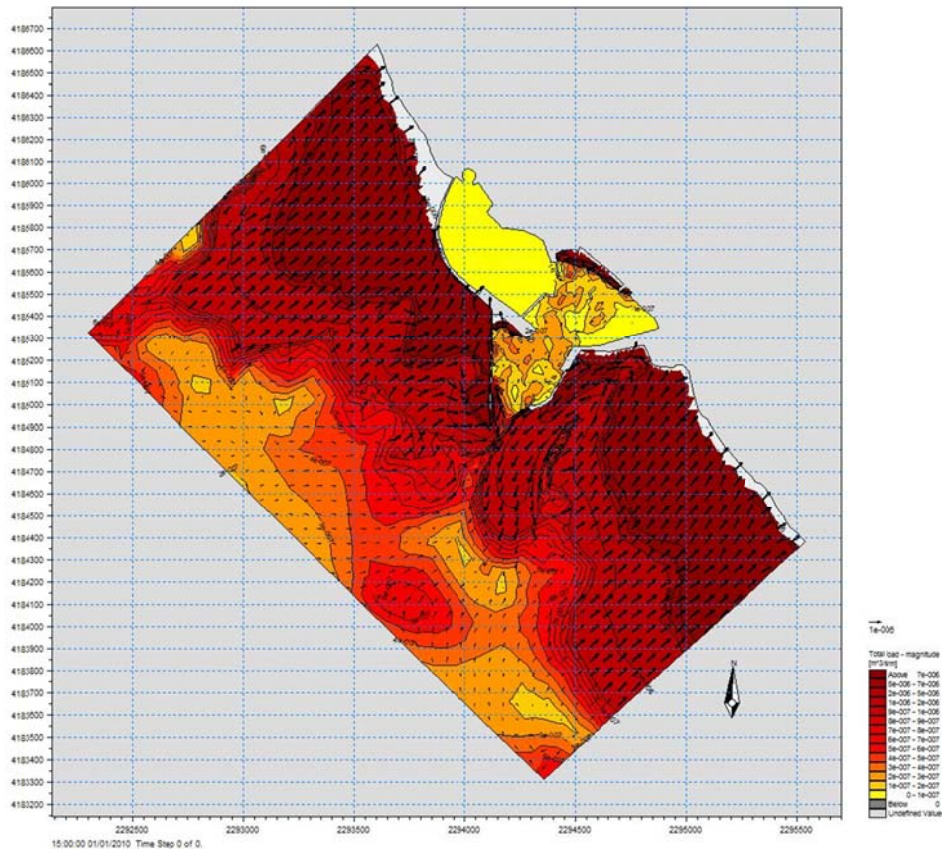 4186700
4186600
4186500
4186400
4186300
4186200
4186100
4186000
4185900
4185800
4185700
4185600
4185500
4185400
4185300
4185200
4185100
4185000
4184900
4184800
4184700
4184600
4184500
4184400
4184300
4184200
4184100
4184000
4183900
4183800
4183700
4183600
4183500
4183400
4183300
4183200
2292500 2293000 2293500 2294000 2294500 2295000 2295500
15:00:00 01/01/2010 Time Step 0 of 0.
N
1e-006
Total load - magnitude
Above 7e-006
5e-006 - 7e-006
2e-006 - 5e-006
1e-006 - 2e-006
9e-007 - 1e-006
8e-007 - 9e-007
7e-007 - 8e-007
6e-007 - 7e-007
5e-007 - 6e-007
4e-007 - 5e-007
3e-007 - 4e-007
2e-007 - 3e-007
1e-007 - 2e-007
0 - 1e-007
Below 0
Undefined Value